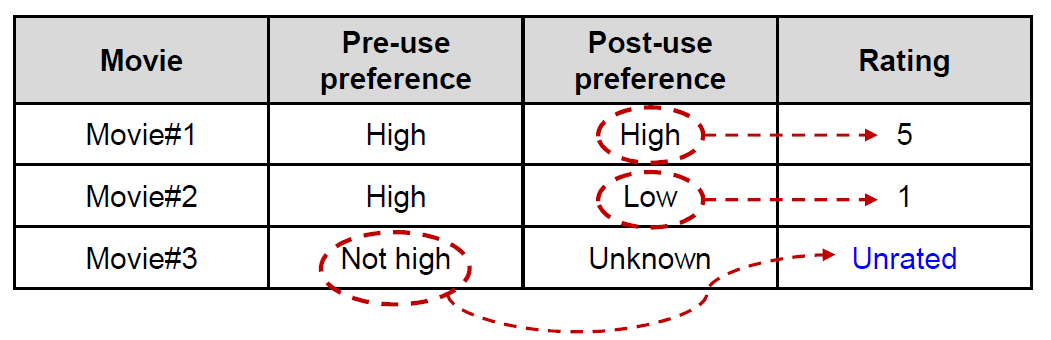 Movie Pre-use preference Post-use preference Rating
Movie#1 High High 5
Movie#2 High Low 1
Movie#3 Not high Unknown Unrated